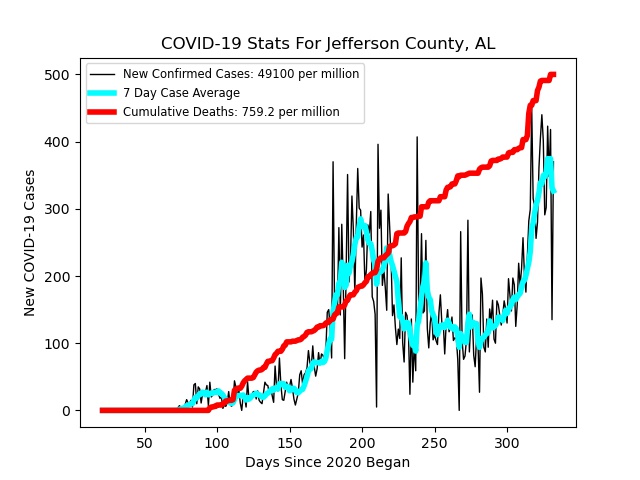 COVID-19 Stats For Jefferson County, AL
New Confirmed Cases: 49100 per million
7 Day Case Average
Cumulative Deaths: 759.2 per million
New COVID-19 Cases
500
400
300
200
100
0
50 100 150 200 250 300
Days Since 2020 Began